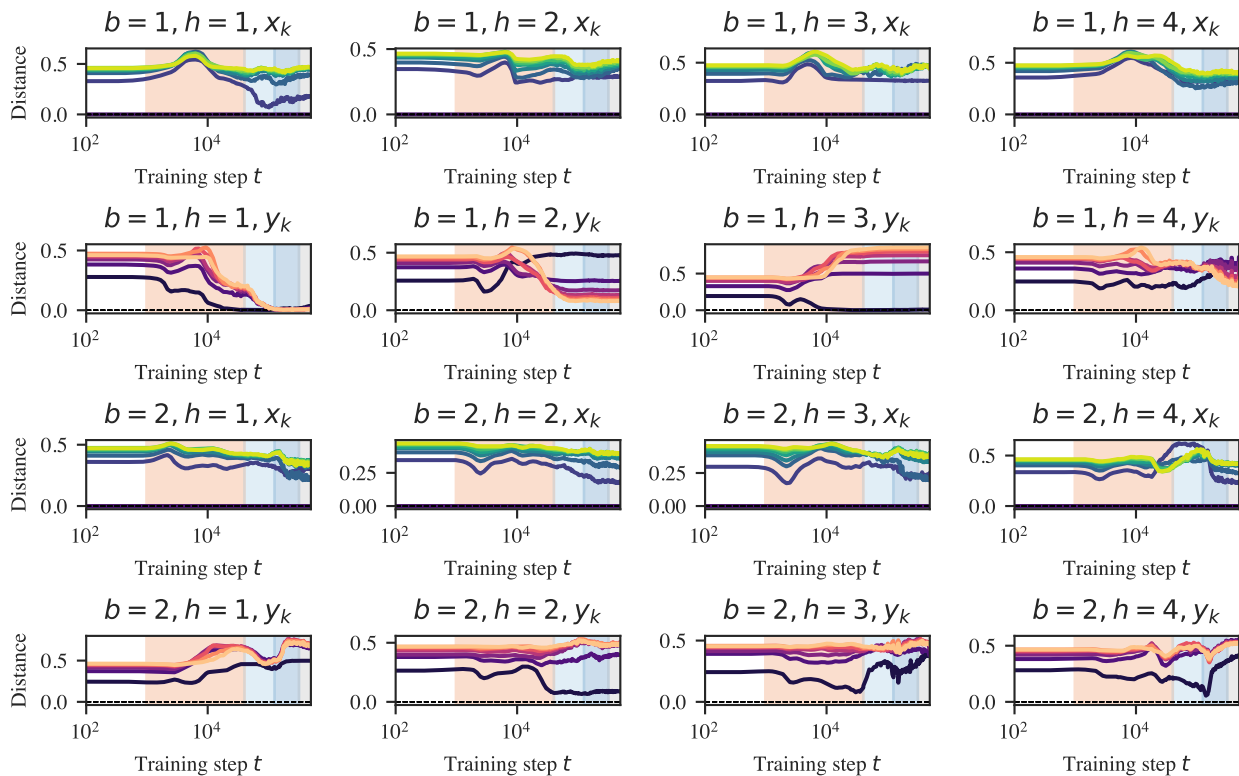 b = 1, h = 1, x_k
b = 1, h = 2, x_k
b = 1, h = 3, x_k
b = 1, h = 4, x_k
Distance
0.5
0.0
0.5
0.0
0.5
0.0
0.5
0.0
10^2
10^4
10^2
10^4
10^2
10^4
10^2
10^4
Training step t
Training step t
Training step t
Training step t
b = 1, h = 1, y_k
b = 1, h = 2, y_k
b = 1, h = 3, y_k
b = 1, h = 4, y_k
Distance
0.5
0.0
0.5
0.0
0.5
0.0
0.5
0.0
10^2
10^4
10^2
10^4
10^2
10^4
10^2
10^4
Training step t
Training step t
Training step t
Training step t
b = 2, h = 1, x_k
b = 2, h = 2, x_k
b = 2, h = 3, x_k
b = 2, h = 4, x_k
Distance
0.5
0.0
0.25
0.00
0.25
0.00
0.5
0.0
10^2
10^4
10^2
10^4
10^2
10^4
10^2
10^4
Training step t
Training step t
Training step t
Training step t
b = 2, h = 1, y_k
b = 2, h = 2, y_k
b = 2, h = 3, y_k
b = 2, h = 4, y_k
Distance
0.5
0.0
0.5
0.0
0.5
0.0
0.5
0.0
10^2
10^4
10^2
10^4
10^2
10^4
10^2
10^4
Training step t
Training step t
Training step t
Training step t